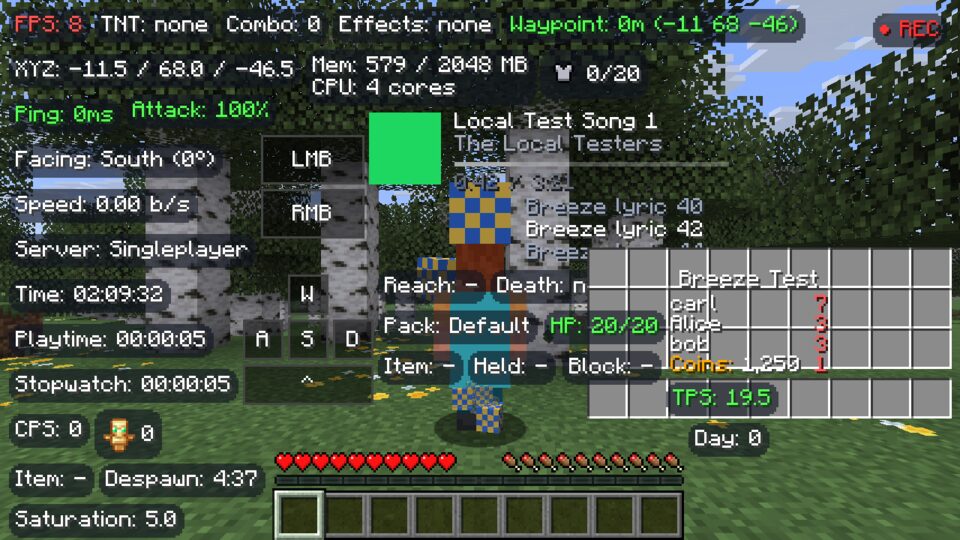 FPS: 8 TNT: none Combo: 0 Effects: none Waypoint: 0m (-11 68 -46) REC
XYZ: -11.5 / 68.0 / -46.5
Mem: 579 / 2048 MB
CPU: 4 cores
0/20
Ping: 0ms Attack: 100%
Local Test Song 1
The Local Testers
Facing: South (0°)
LMB
Speed: 0.00 b/s
RMB
Breeze lyric 40
Breeze lyric 42
Breeze
Server: Singleplayer
Time: 02:09:32
W
Reach: - Death: n
Breeze Test
carl 7
Alice 3
bob 3
Coins: 1,250 1
Playtime: 00:00:05
A S D
Pack: Default HP: 20/20
Item: - Held: - Block: -
Stopwatch: 00:00:05
^
TPS: 19.5
CPS: 0
0
Day: 0
Item: - Despawn: 4:37
Saturation: 5.0